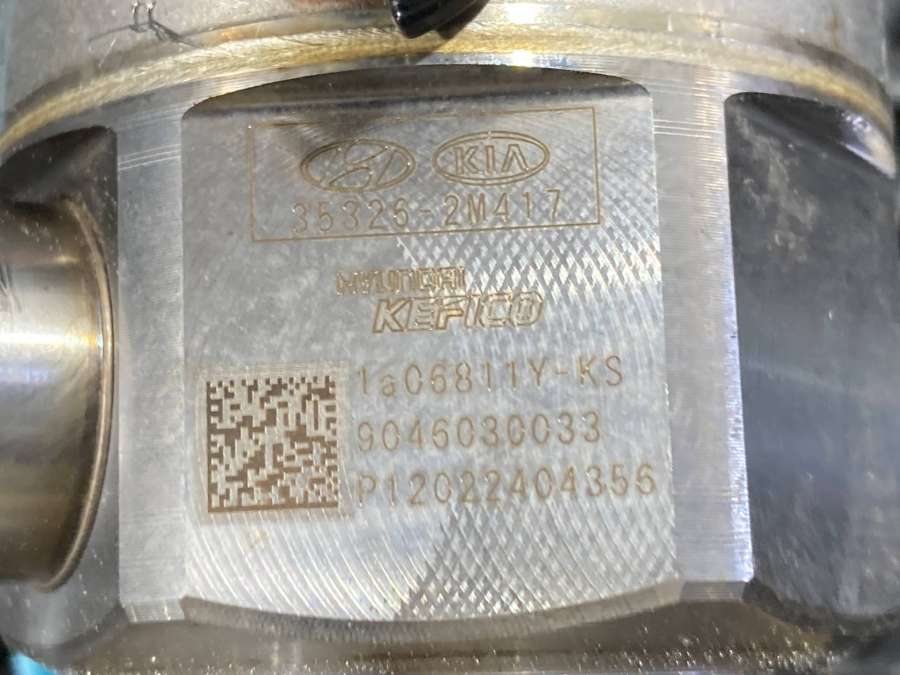 KIA
35326-2M417
HYUNDAI
KEFICO
1a06811Y-KS
9046030033
P12022404356